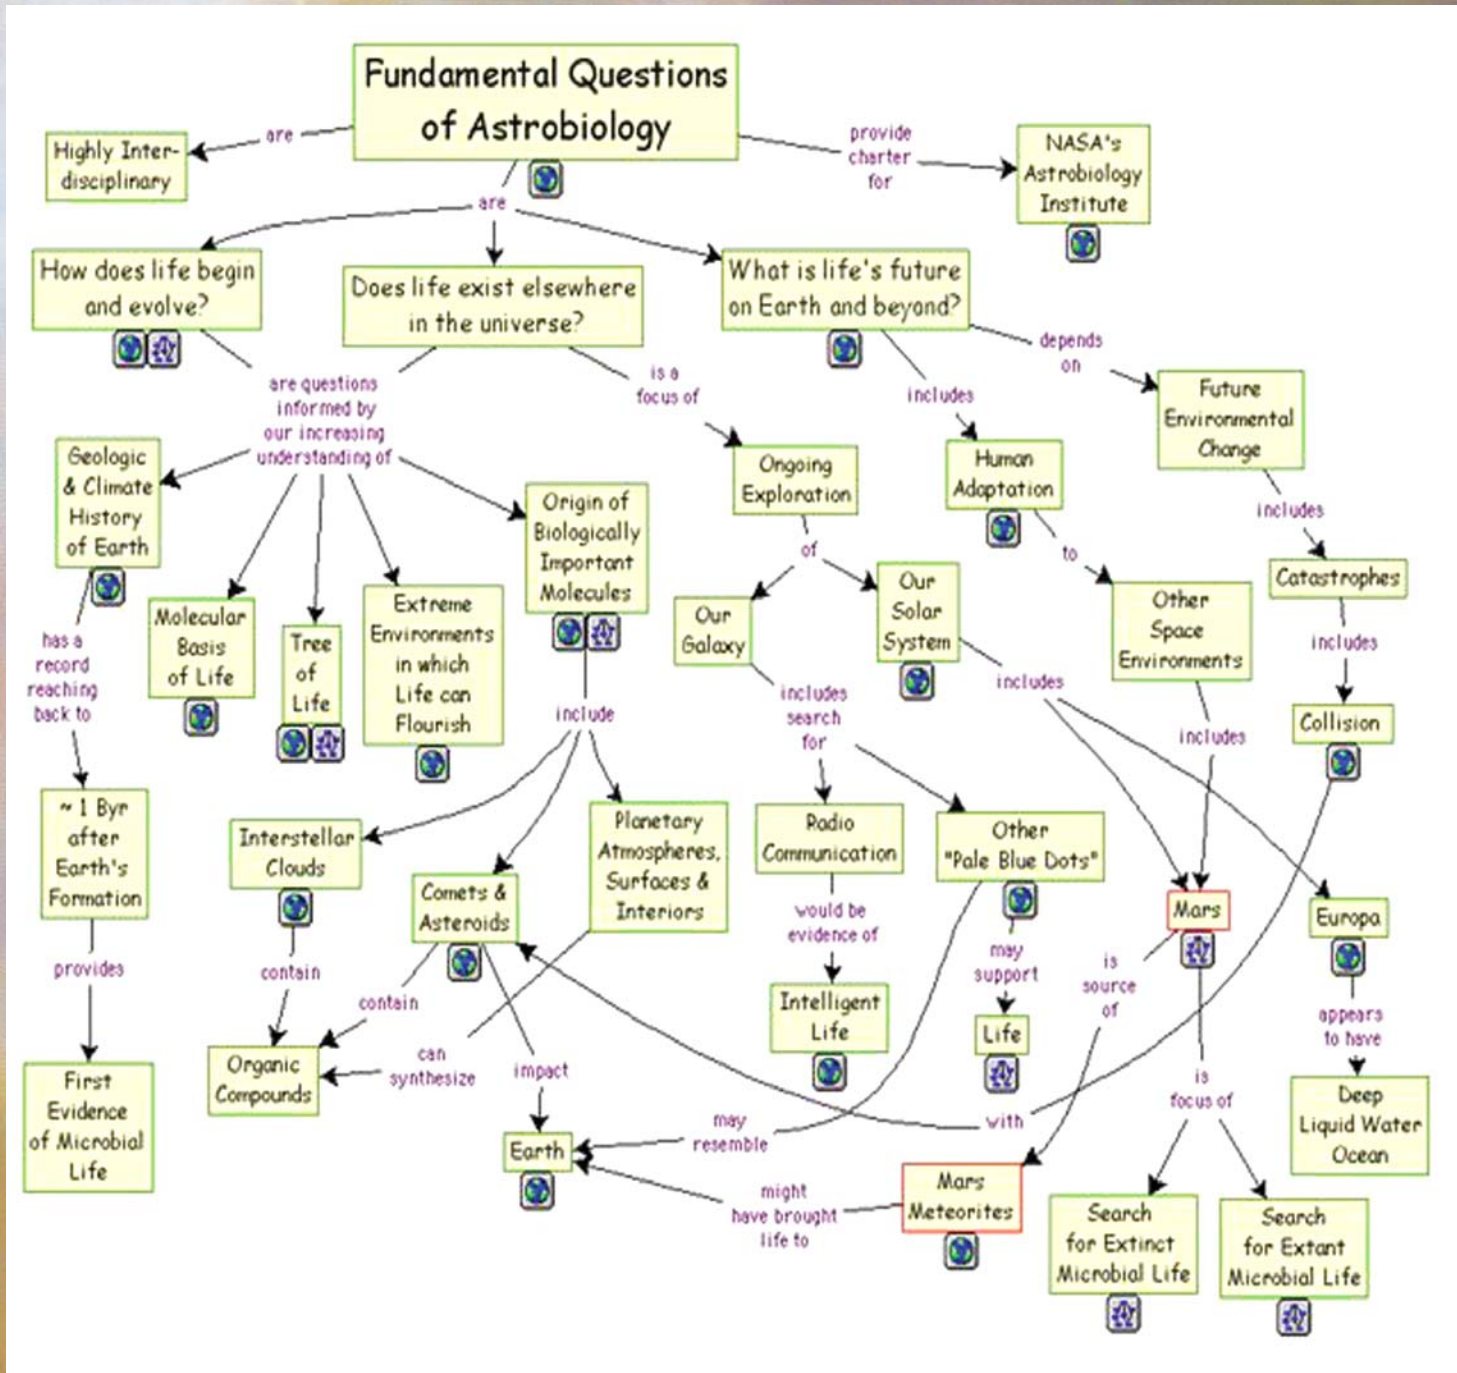 Fundamental Questions
of Astrobiology
are
Highly Inter-
disciplinary
provide
charter
for
NASA's
Astrobiology
Institute
are
How does life begin
and evolve?
Does life exist elsewhere
in the universe?
What is life's future
on Earth and beyond?
are questions
informed by
our increasing
understanding of
is a
focus of
includes
depends
on
Future
Environmental
Change
Geologic
& Climate
History
of Earth
Molecular
Basis
of Life
Tree
of
Life
Extreme
Environments
in which
Life can
Flourish
Origin of
Biologically
Important
Molecules
Ongoing
Exploration
of
Our
Galaxy
Our
Solar
System
Human
Adaptation
to
Other
Space
Environments
includes
Catastrophes
includes
Collision
has a
record
reaching
back to
~ 1 Byr
after
Earth's
Formation
provides
First
Evidence
of Microbial
Life
include
Interstellar
Clouds
Comets &
Asteroids
Planetary
Atmospheres,
Surfaces &
Interiors
contain
contain
can
synthesize
Organic
Compounds
impact
Earth
includes
search
for
Radio
Communication
would be
evidence of
Intelligent
Life
Other
"Pale Blue Dots"
may
support
Life
may
resemble
includes
includes
Mars
Europa
is
source
of
with
might
have brought
life to
Mars
Meteorites
is
focus of
Search
for Extinct
Microbial Life
Search
for Extant
Microbial Life
appears
to have
Deep
Liquid Water
Ocean